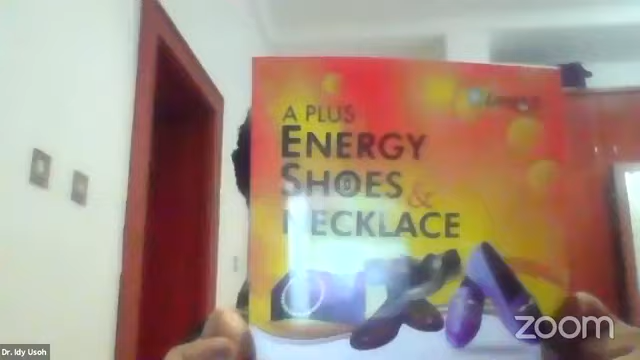 A PLUS
ENERGY
SHOES &
NECKLACE
zoom
Dr. Idy Usoh